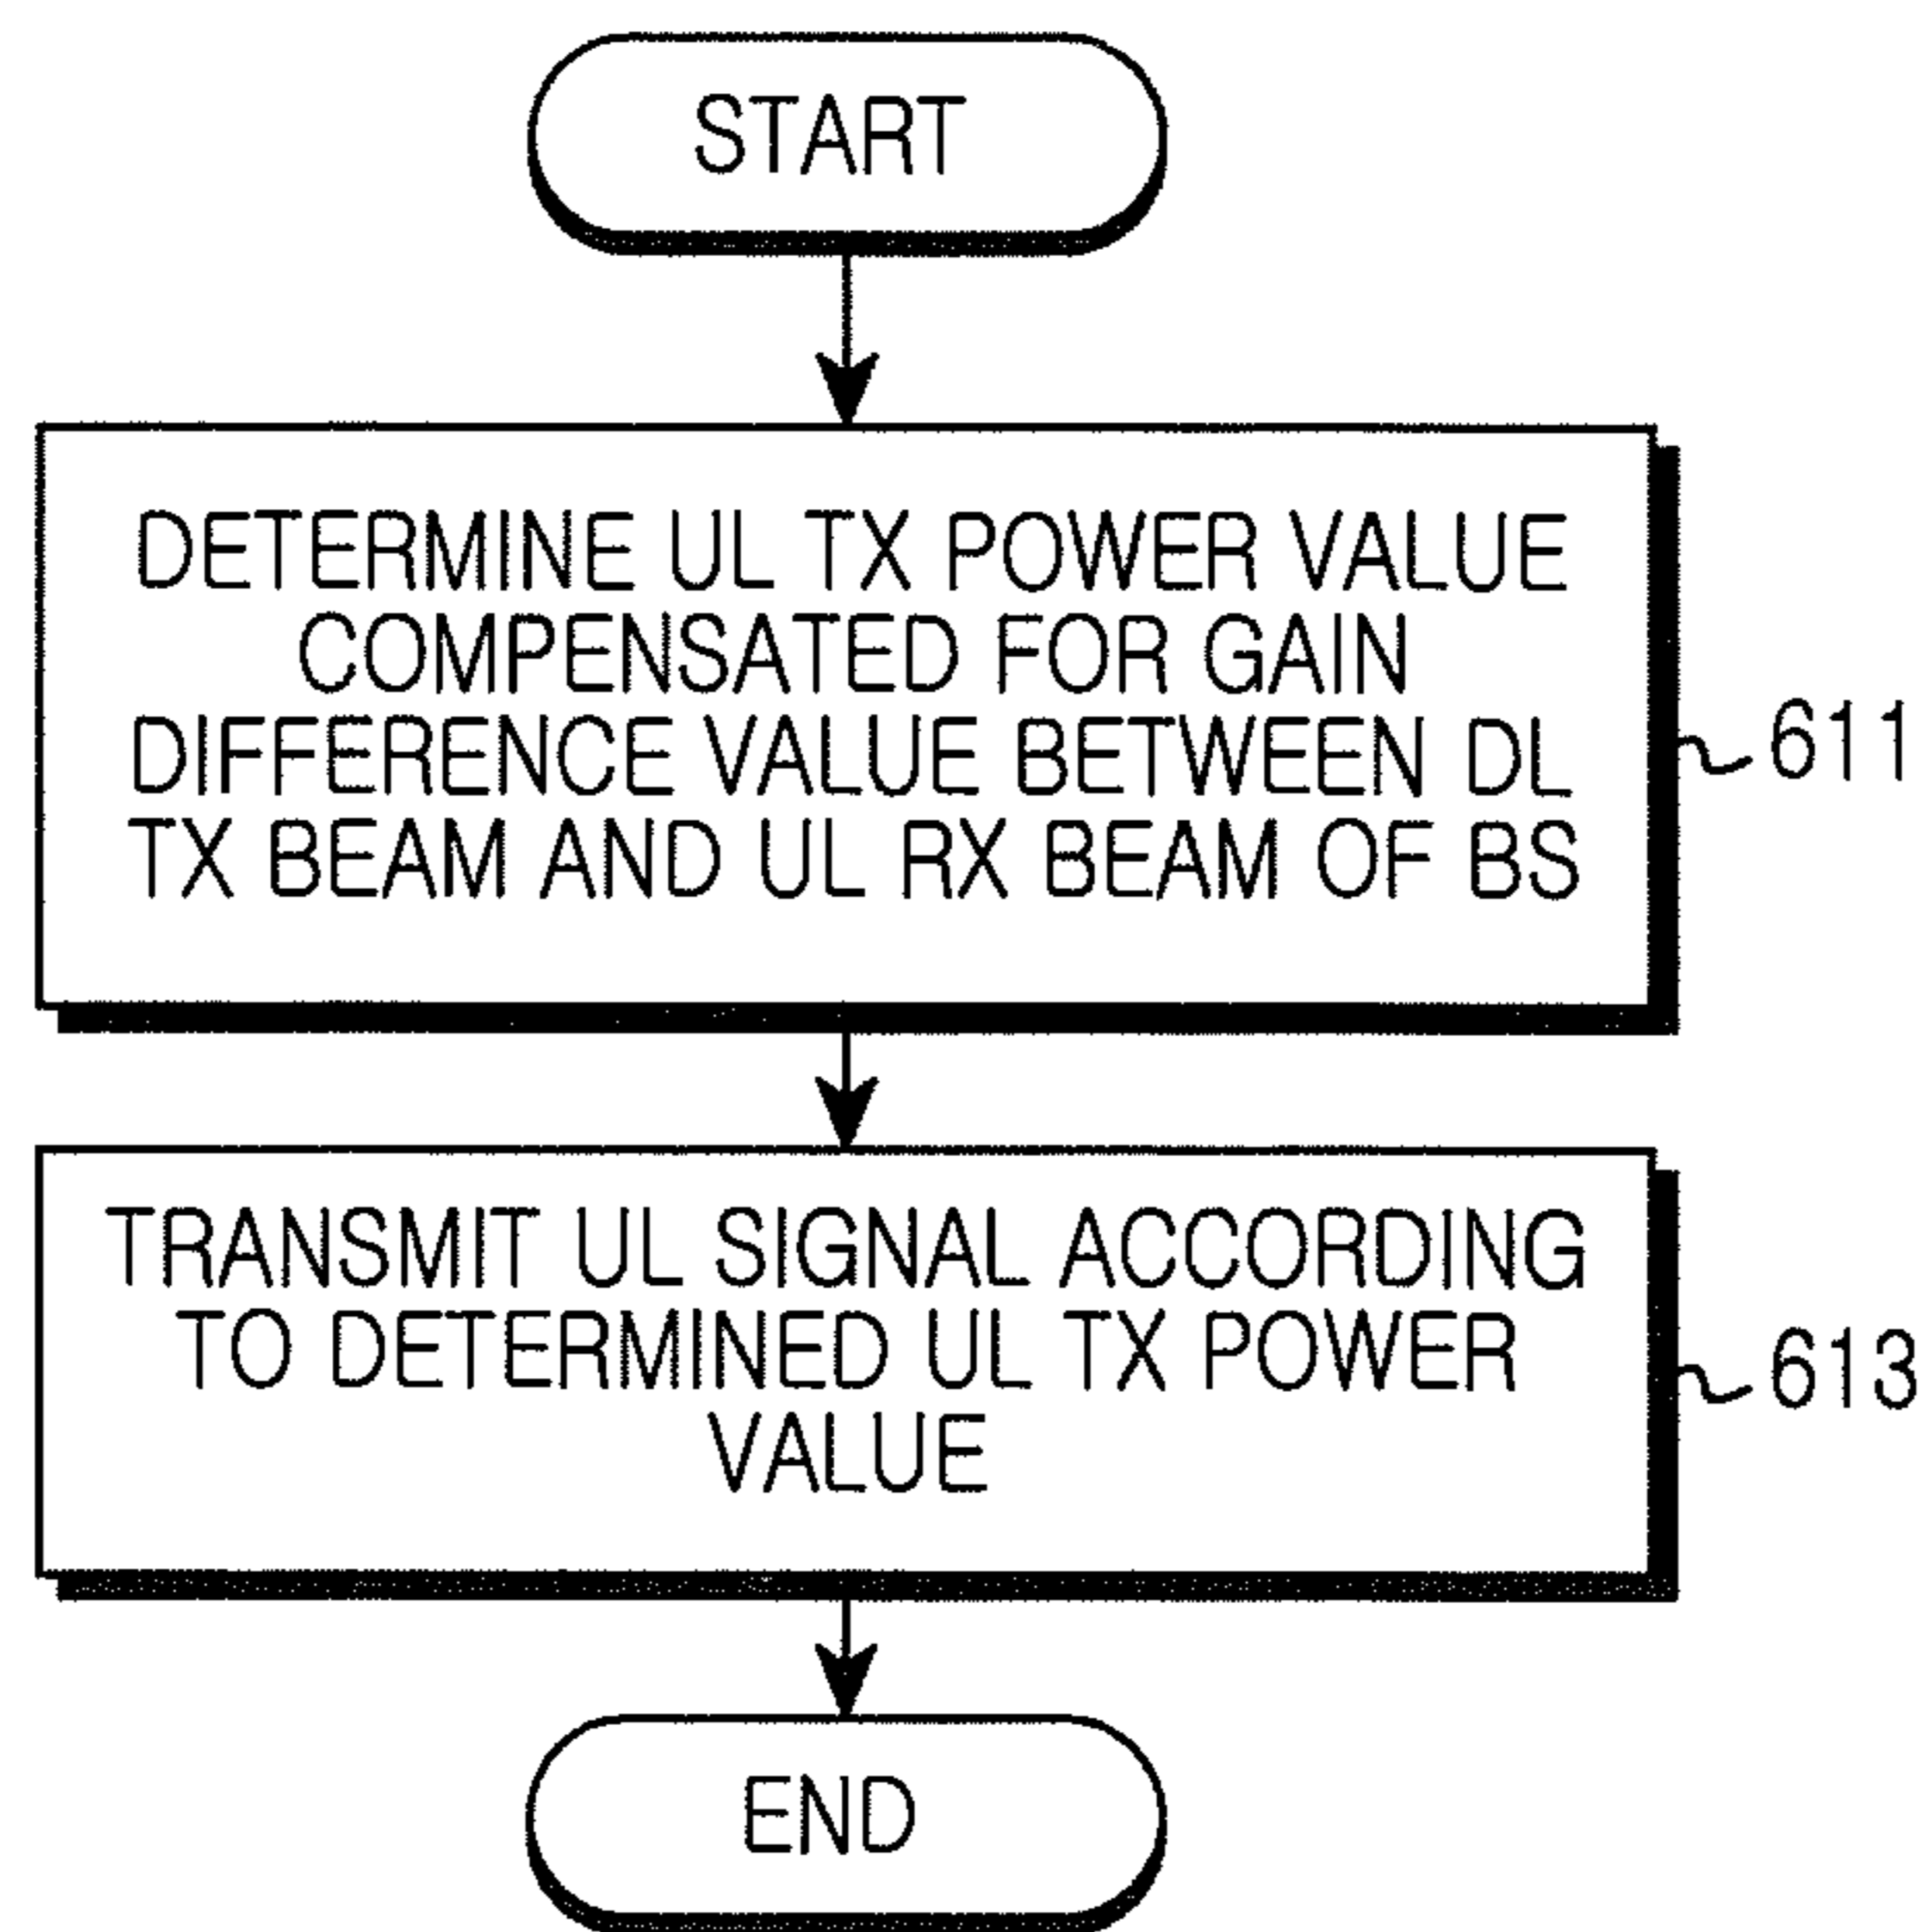 START
DETERMINE UL TX POWER VALUE
COMPENSATED FOR GAIN
DIFFERENCE VALUE BETWEEN DL
TX BEAM AND UL RX BEAM OF BS
611
TRANSMIT UL SIGNAL ACCORDING
TO DETERMINED UL TX POWER
VALUE
613
END